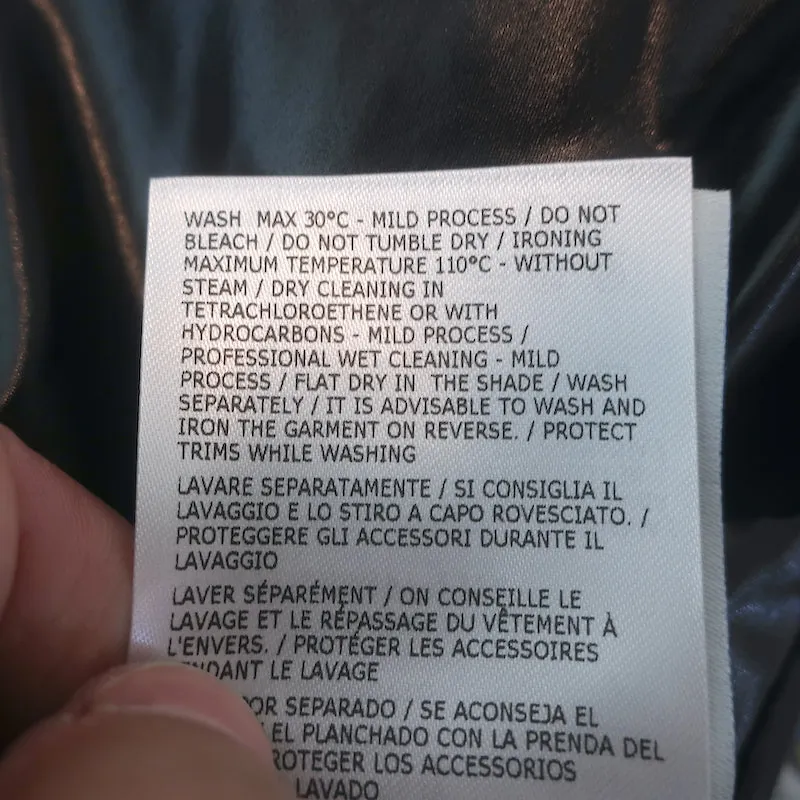 WASH MAX 30°C - MILD PROCESS / DO NOT
BLEACH / DO NOT TUMBLE DRY / IRONING
MAXIMUM TEMPERATURE 110°C - WITHOUT
STEAM / DRY CLEANING IN
TETRACHLOROETHENE OR WITH
HYDROCARBONS - MILD PROCESS /
PROFESSIONAL WET CLEANING - MILD
PROCESS / FLAT DRY IN THE SHADE / WASH
SEPARATELY / IT IS ADVISABLE TO WASH AND
IRON THE GARMENT ON REVERSE. / PROTECT
TRIMS WHILE WASHING
LAVARE SEPARATAMENTE / SI CONSIGLIA IL
LAVAGGIO E LO STIRO A CAPO ROVESCIATO. /
PROTEGGERE GLI ACCESSORI DURANTE IL
LAVAGGIO
LAVER SÉPARÉMENT / ON CONSEILLE LE
LAVAGE ET LE RÉPASSAGE DU VÊTEMENT À
L'ENVERS. / PROTÉGER LES ACCESSOIRES
LE LAVAGE
SEPARADO / SE ACONSEJA EL
EL PLANCHADO CON LA PRENDA DEL
LOS ACCESORIOS
LAVADO